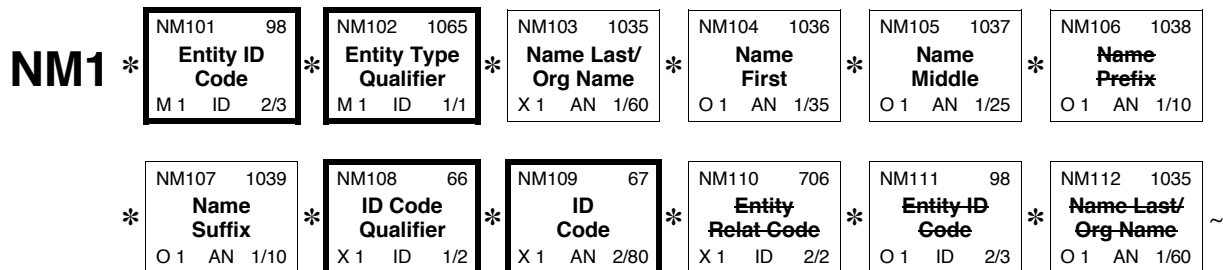 NM101 98 NM102 1065 NM103 1035 NM104 1036 NM105 1037 NM106 1038
NM1 * Entity ID * Entity Type * Name Last/ * Name * Name * Name
Code Qualifier Org Name First Middle Prefix
M 1 ID 2/3 M 1 ID 1/1 X 1 AN 1/60 O 1 AN 1/35 O 1 AN 1/25 O 1 AN 1/10
NM107 1039 NM108 66 NM109 67 NM110 706 NM111 98 NM112 1035
* Name * ID Code * ID * Entity * Entity ID * Name Last/ ~
Suffix Qualifier Code Relat Code Code Org Name
O 1 AN 1/10 X 1 ID 1/2 X 1 AN 2/80 X 1 ID 2/2 O 1 ID 2/3 O 1 AN 1/60